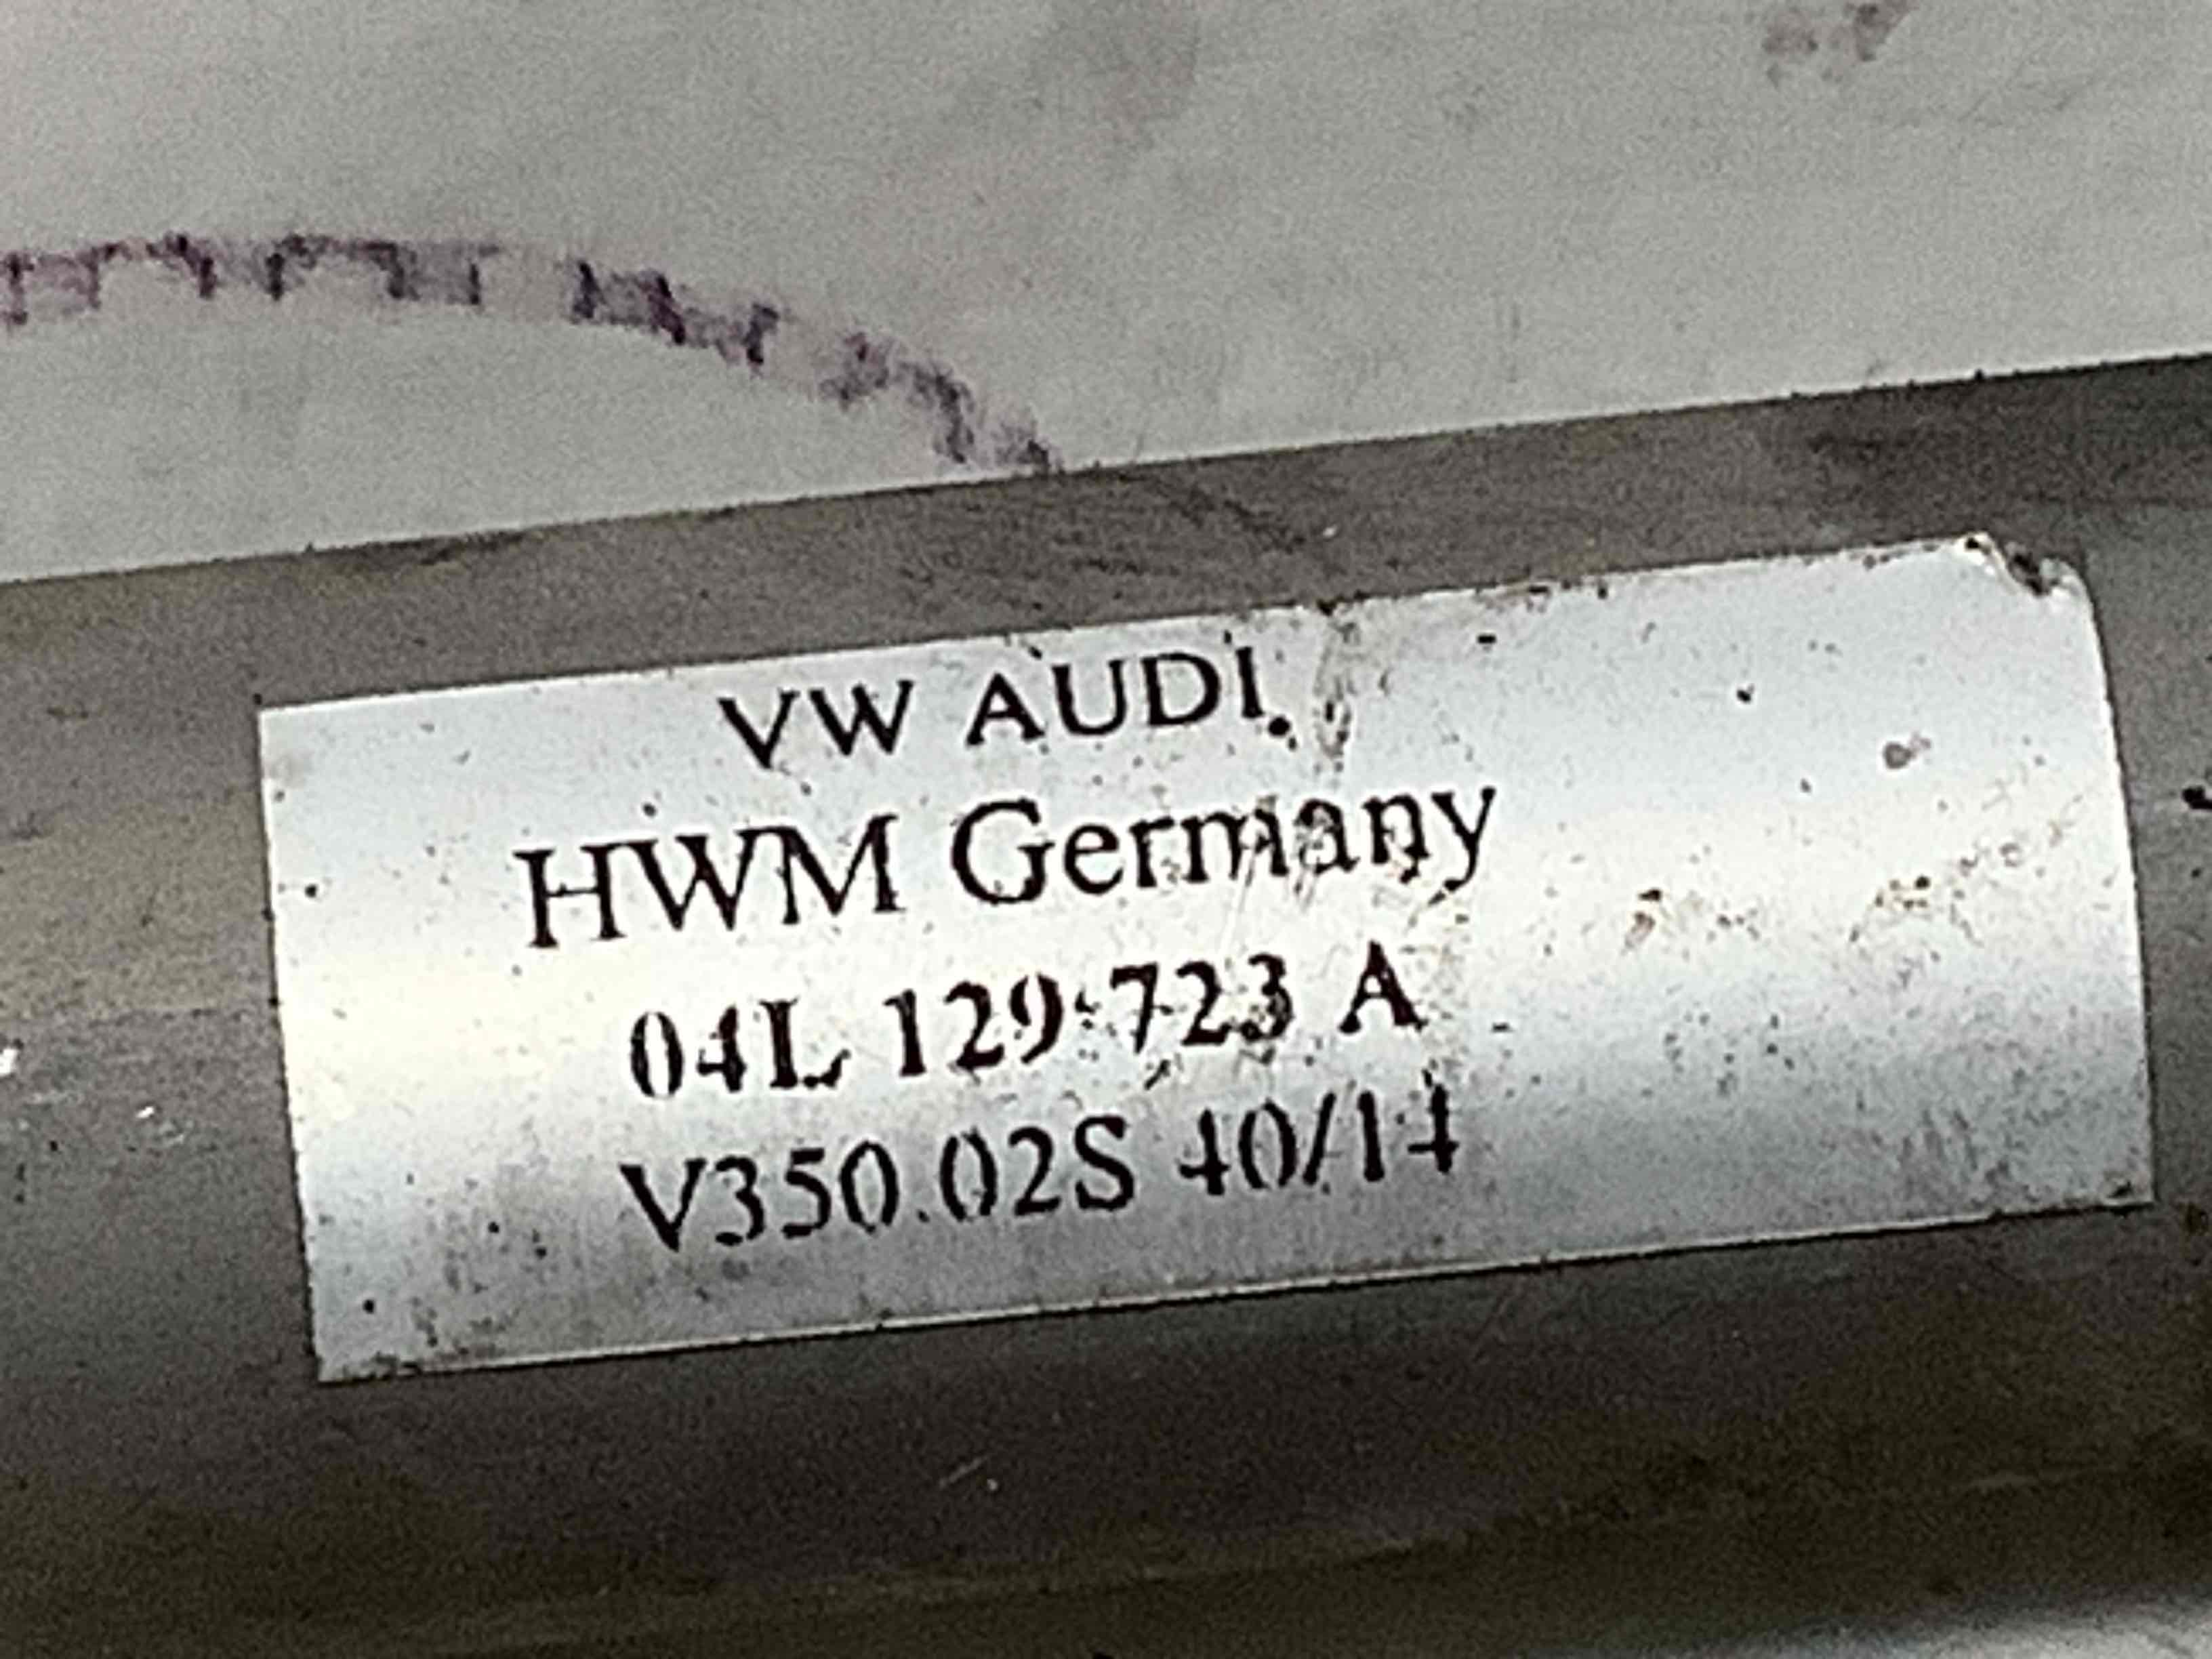 VW AUDI
HWM Germany
04L 129 723 A
V350.02S 40/14